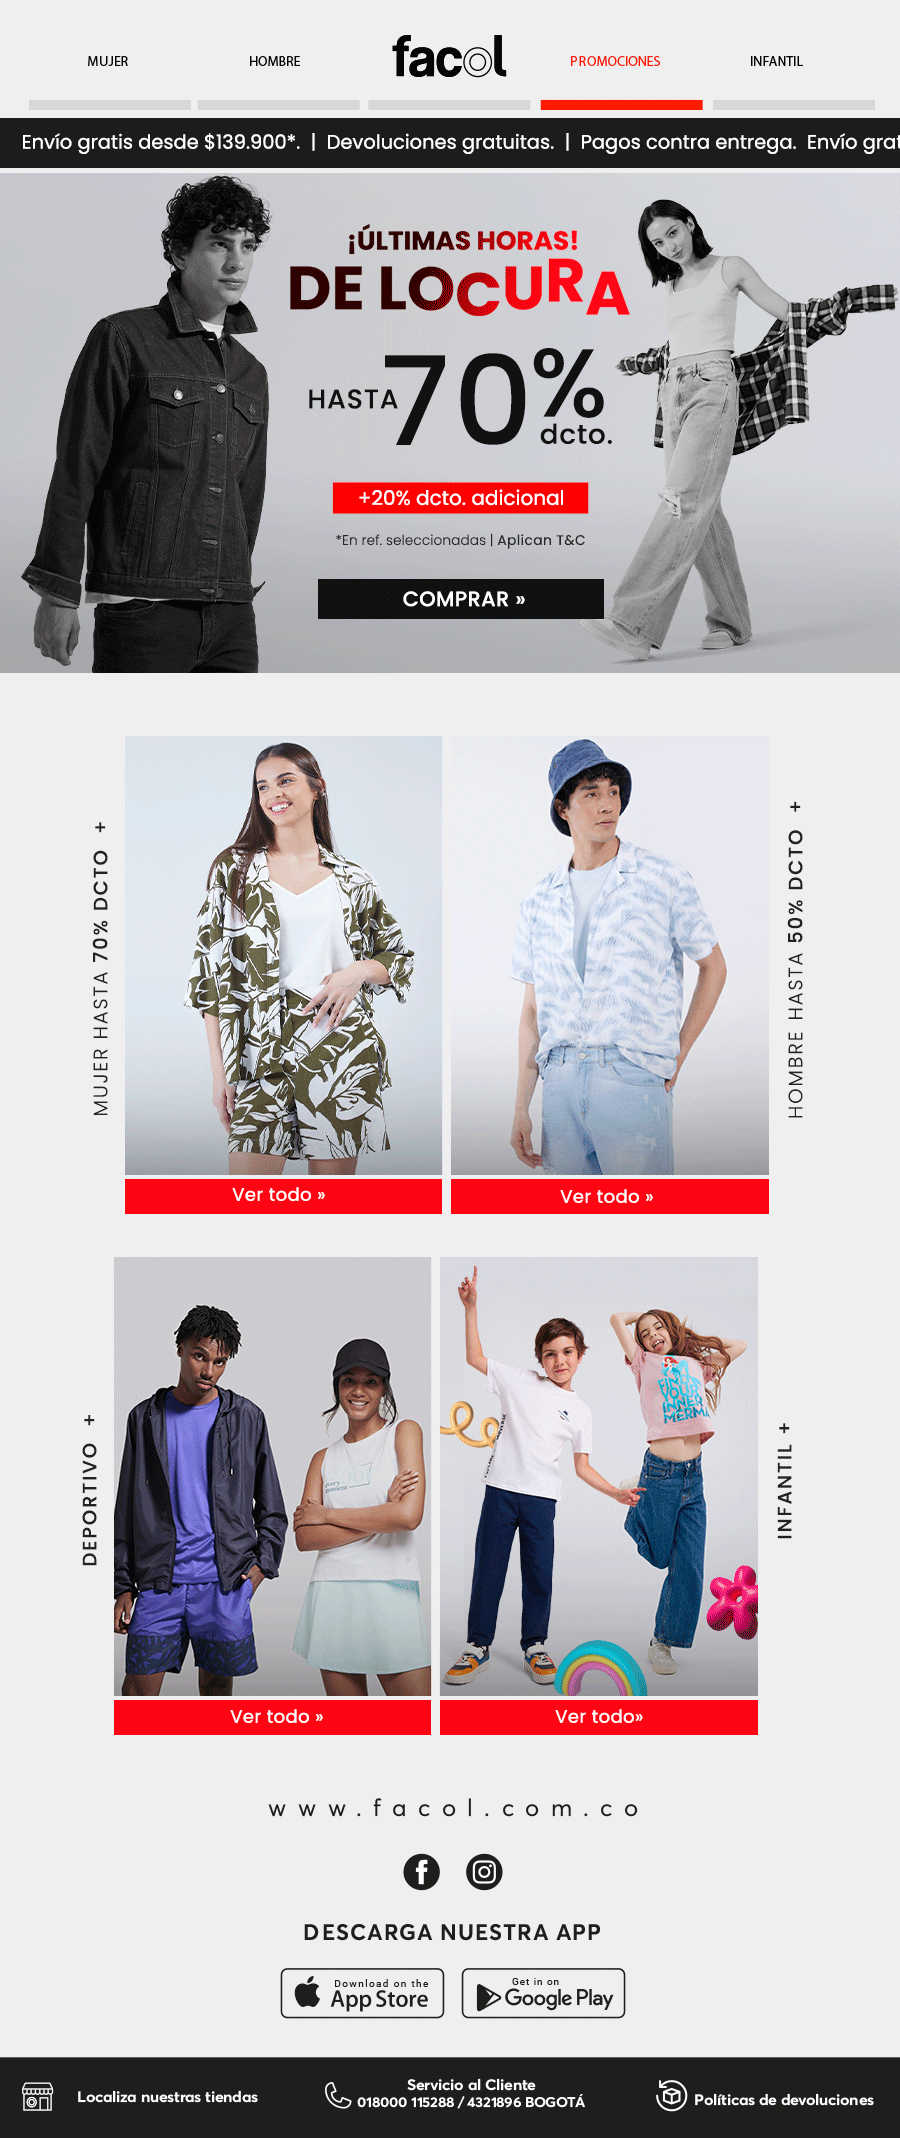 MUJER
HOMBRE
facol
PROMOCIONES
INFANTIL
Envío gratis desde $139.900*. | Devoluciones gratuitas. | Pagos contra entrega. Envío grat
¡ÚLTIMAS HORAS!
DE LOCURA
HASTA 70% dcto.
+20% dcto. adicional
*En ref. seleccionadas | Aplican T&C
COMPRAR »
MUJER HASTA 70% DCTO +
HOMBRE HASTA 50% DCTO +
Ver todo »
Ver todo »
DEPORTIVO +
FIND
YOUR
INNER
MERMA
INFANTIL +
Ver todo »
Ver todo»
www.facol.com.co
DESCARGA NUESTRA APP
Download on the
App Store
Get in on
Google Play
Localiza nuestras tiendas
Servicio al Cliente
018000 115288 / 4321896 BOGOTÁ
Políticas de devoluciones